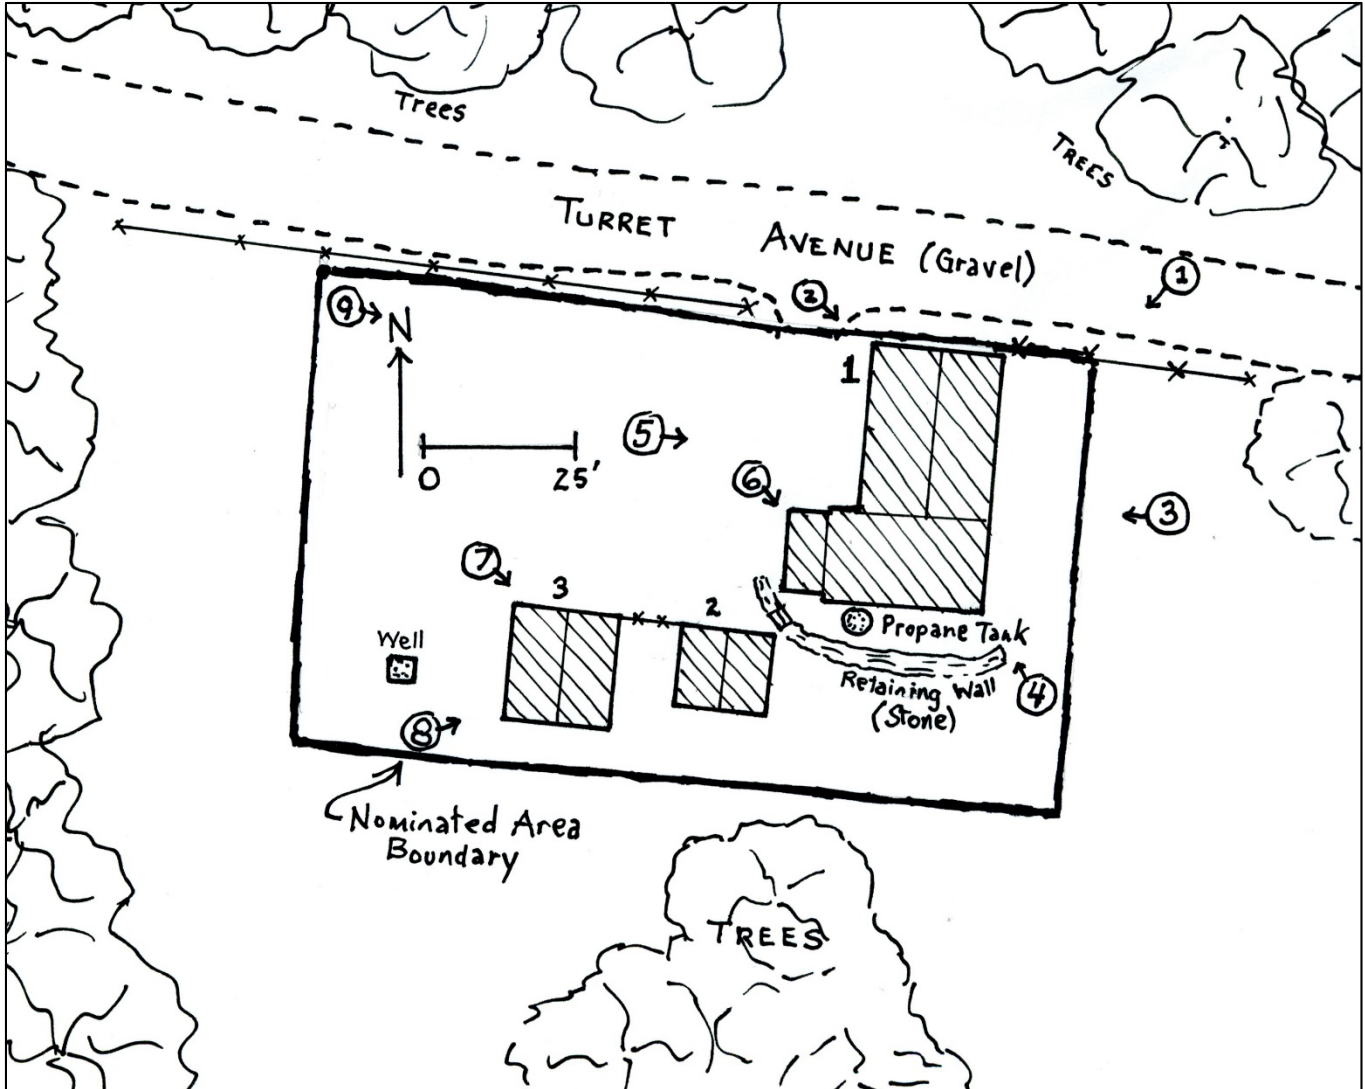 Trees
TREES
TURRET AVENUE (Gravel)
1
2
9
N
1
0 25'
5
6
3
7
3
2
Well
Propane Tank
Retaining Wall
(Stone)
4
8
Nominated Area
Boundary
TREES